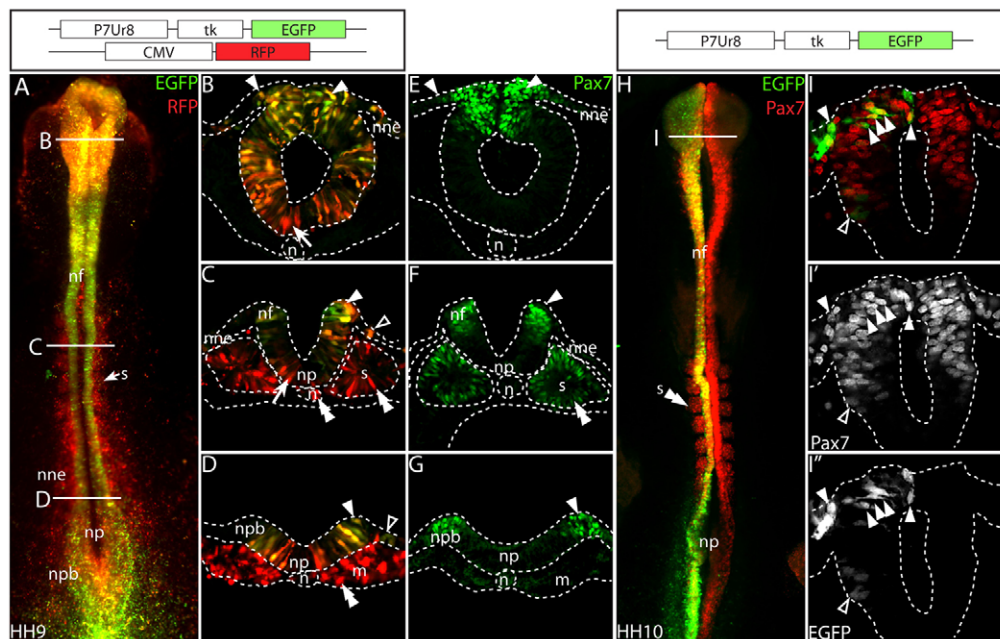 P7Ur8 tk EGFP
CMV RFP
P7Ur8 tk EGFP
A EGFP
RFP
B
nf
C
s
nne
D
np
npb
HH9
B
nne
n
C
nf
nne
np
s
n
D
npb
np
n
m
E Pax7
nne
n
F
nf
nne
np
n
s
G
npb
np
n
m
H EGFP
Pax7
I
nf
s
np
HH10
I
I'
Pax7
I"
EGFP